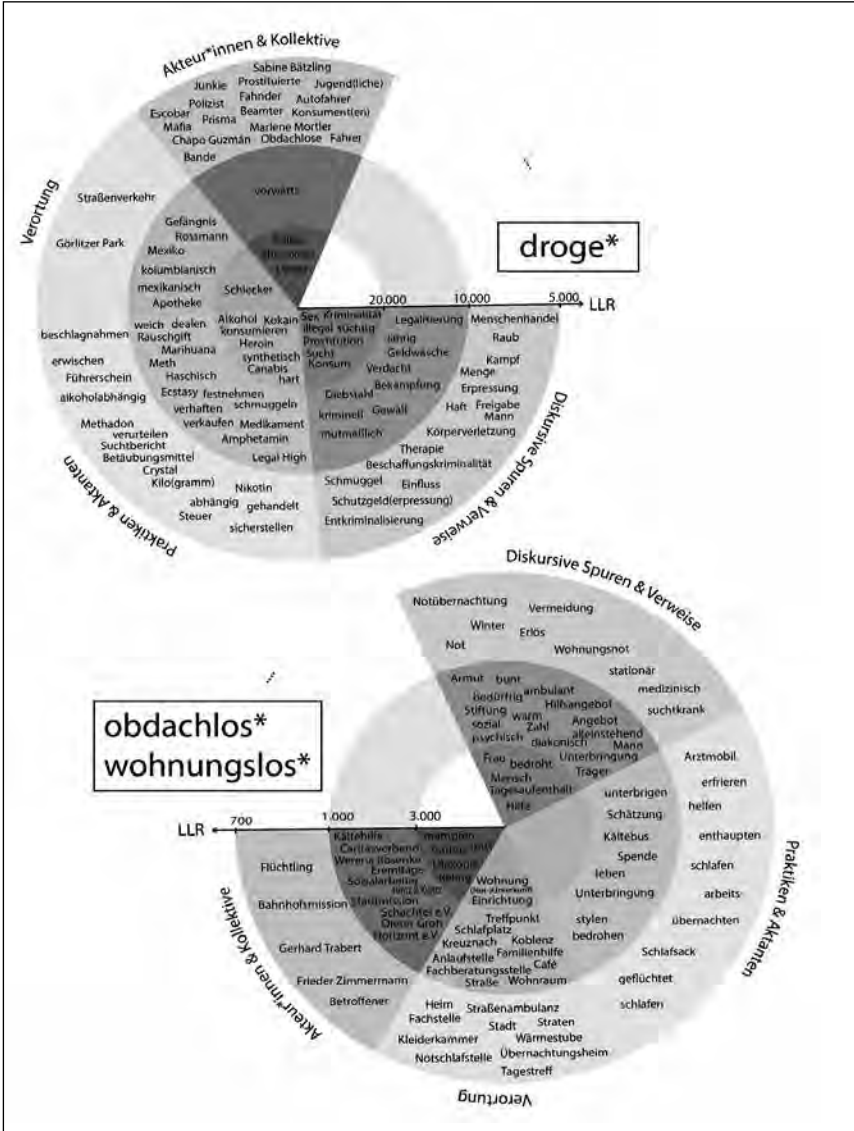 Akteur*innen & Kollektive
Sabine Bätzling
Junkie Prostituierte Jugend(liche)
Polizist Fahnder Autofahrer
Escobar Prisma Beamter Konsument(en)
Mafia Marlene Mortler
Chapo Guzmán Obdachlose Fahrer
Bande
vorwärts
Verortung
Straßenverkehr
Görlitzer Park
Gefängnis
Rossmann
Mexiko
kolumbianisch
mexikanisch
Apotheke
Schlecker
droge*
20.000 10.000 5.000 LLR
beschlagnahmen
erwischen
Führerschein
alkoholabhängig
Methadon
verurteilen
Suchtbericht
Betäubungsmittel
Crystal
Kilo(gramm)
Nikotin
abhängig gehandelt
Steuer
sicherstellen
weich dealen
Rauschgift
Marihuana
Meth
Haschisch
Ecstasy festnehmen
verhaften schmuggeln
verkaufen Medikament
Amphetamin
Legal High
Alkohol Kokain
konsumieren
Heroin
synthetisch
Canabis
hart
Praktiken & Aktanten
Sex Kriminalität
illegal süchtig
Prostitution
Sucht
Konsum
Legalisierung
jährig
Geldwäsche
Verdacht
Bekämpfung
Diebstahl
kriminell Gewalt
mutmaßlich
Menschenhandel
Raub
Kampf
Menge
Erpressung
Haft Freigabe
Mann
Körperverletzung
Therapie
Beschaffungskriminalität
Schmuggel Einfluss
Schutzgeld(erpressung)
Entkriminalisierung
Diskursive Spuren & Verweise
Diskursive Spuren & Verweise
Notübernachtung Vermeidung
Winter Erlös
Not Wohnungsnot
stationär
medizinisch
suchtkrank
Armut bunt
bedürftig ambulant
Stiftung warm Hilfsangebot
sozial Zahl Angebot
psychisch alleinstehend
diakonisch Mann
Frau bedroht Unterbringung
Mensch Träger
Tagesaufenthalt
Hilfe
obdachlos*
wohnungslos*
LLR 700 1.000 3.000
Arztmobil
erfrieren
helfen
enthaupten
schlafen
arbeits-
übernachten
Schlafsack
geflüchtet
schlafen
unterbrigen
Schätzung
Kältebus
Spende
leben
Unterbringung
stylen
bedrohen
Praktiken & Aktanten
Kältehilfe
Caritasverband
Werena Rosenke
Eremitage
Sozialarbeiter
Stadtmission
Schachtel e.V.
Dieter Groh
Horizont e.V.
Flüchtling
Bahnhofsmission
Gerhard Trabert
Frieder Zimmermann
Betroffener
Akteur*innen & Kollektive
Wohnung
Einrichtung
Treffpunkt
Schlafplatz
Kreuznach Koblenz
Anlaufstelle Familienhilfe
Fachberatungsstelle Café
Straße Wohnraum
Heim Straßenambulanz
Fachstelle Stadt Straten
Kleiderkammer Wärmestube
Notschlafstelle Übernachtungsheim
Tagestreff
Verortung